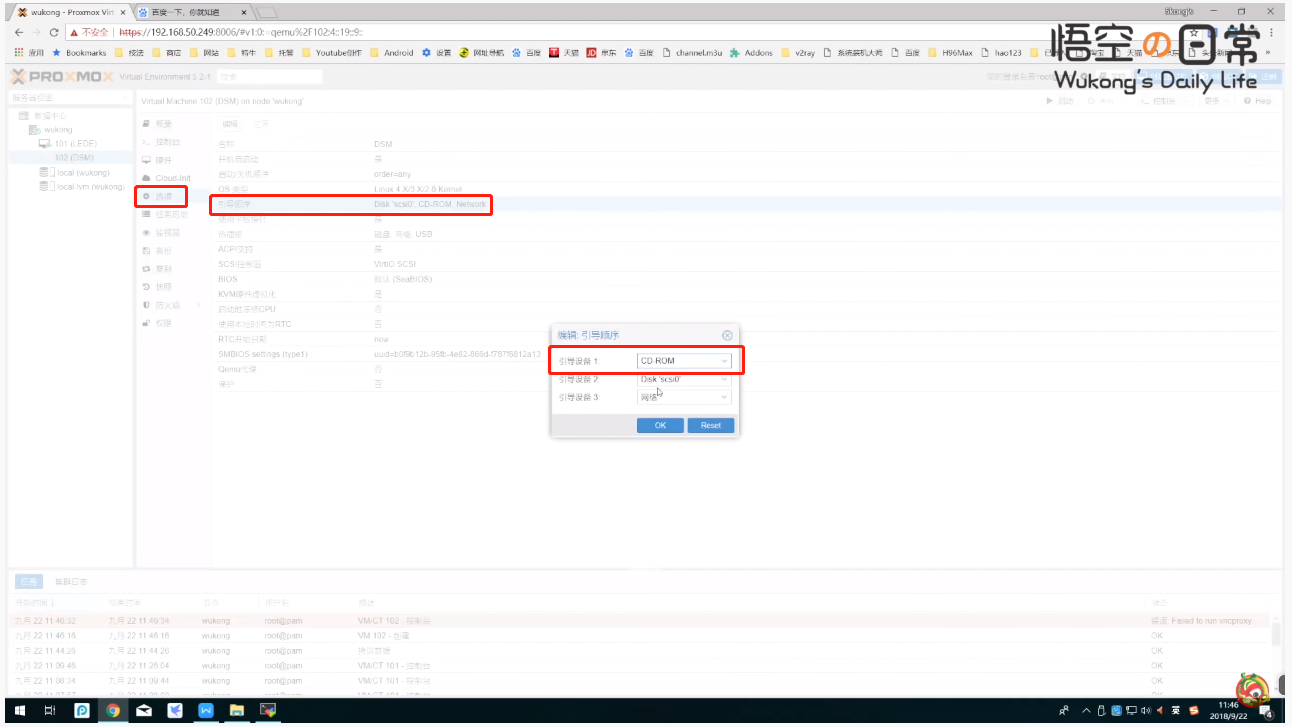 wukong - Proxmox Virt × 百度一下，你就知道 ×
不安全 | https://192.168.50.249:8006/#v1:0:=qemu%2F102:4::19::9::
应用 Bookmarks 技法 商店 网站 特牛 托管 Youtube创作 Android 设置 网址导航 百度 天猫 京东 百度 channel.m3u Addons v2ray 系统装机大师 百度 H96Max hao123
悟空の日常
Wukong's Daily Life
PROXMOX Virtual Environment 5.2-1 搜索
服务器视图
Virtual Machine 102 (DSM) on node 'wukong'
启动 控制台 更多 Help
数据中心
wukong
101 (LEDE)
102 (DSM)
local (wukong)
local-lvm (wukong)
概要
控制台
硬件
Cloud-Init
选项
任务历史
监视器
备份
复制
快照
防火墙
权限
编辑
名称 DSM
开机自启动 是
启动/关机顺序 order=any
OS 类型 Linux 4.X/3.X/2.6 Kernel
引导顺序 Disk 'scsi0', CD-ROM, Network
是
热插拔 磁盘, 网络, USB
ACPI支持 是
SCSI控制器 VirtIO SCSI
BIOS 默认 (SeaBIOS)
KVM硬件虚拟化 是
启动时冻结CPU 否
使用本地时间为RTC 否
RTC开始日期 now
SMBIOS settings (type1)
Qemu代理 否
保护 否
编辑: 引导顺序
引导设备 1: CD-ROM
引导设备 2: Disk 'scsi0'
引导设备 3: 网络
OK Reset
任务 集群日志
开始时间 结束时间 节点 用户名 描述 状态
九月 22 11:46:32 九月 22 11:46:34 wukong root@pam VM/CT 102 - 控制台 错误: Failed to run vncproxy.
九月 22 11:46:16 九月 22 11:46:16 wukong root@pam VM 102 - 创建 OK
九月 22 11:44:26 九月 22 11:44:26 wukong root@pam 拷贝数据 OK
九月 22 11:09:46 九月 22 11:26:04 wukong root@pam VM/CT 101 - 控制台 OK
九月 22 11:08:34 九月 22 11:09:44 wukong root@pam VM/CT 101 - 控制台 OK
英
11:46
2018/9/22
4